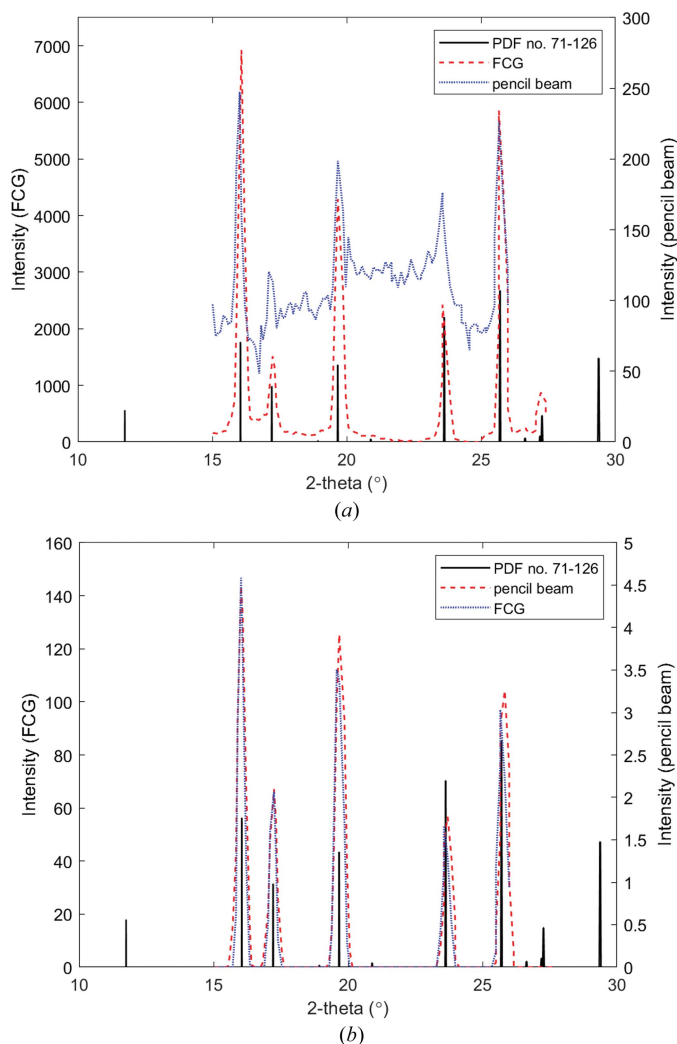 7000
6000
5000
4000
3000
2000
1000
0
Intensity (FCG)
300
250
200
150
100
50
0
Intensity (pencil beam)
PDF no. 71-126
FCG
pencil beam
10 15 20 25 30
2-theta (°)
(a)
160
140
120
100
80
60
40
20
0
Intensity (FCG)
5
4.5
4
3.5
3
2.5
2
1.5
1
0.5
0
Intensity (pencil beam)
PDF no. 71-126
pencil beam
FCG
10 15 20 25 30
2-theta (°)
(b)